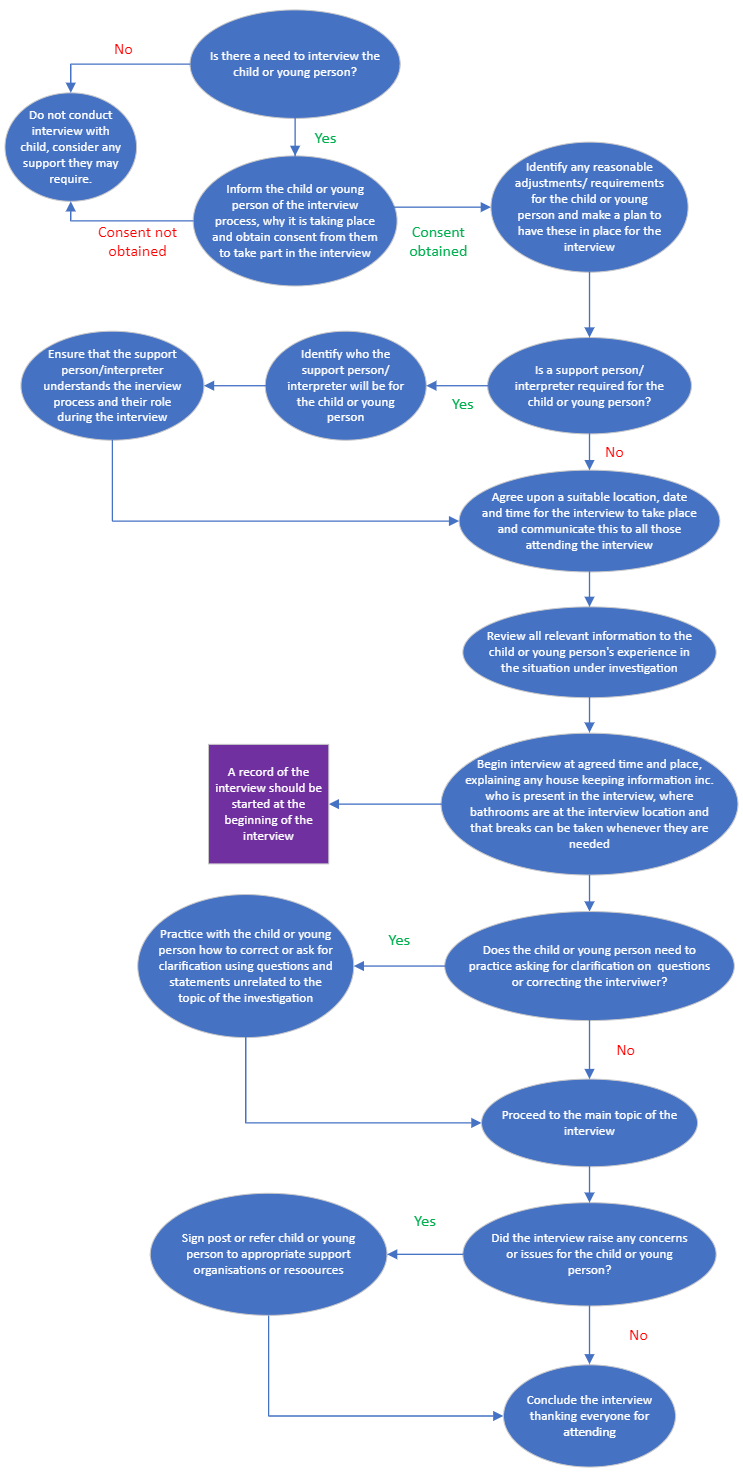 Is there a need to interview the
child or young person?
No
Do not conduct
interview with
child, consider any
support they may
require.
Yes
Inform the child or young
person of the interview
process, why it is taking place
and obtain consent from them
to take part in the interview
Consent not
obtained
Consent
obtained
Identify any reasonable
adjustments/ requirements
for the child or young
person and make a plan to
have these in place for the
interview
Is a support person/
interpreter required for the
child or young person?
Yes
Identify who the
support person/
interpreter will be for
the child or young
person
Ensure that the support
person/interpreter
understands the inerview
process and their role
during the interview
No
Agree upon a suitable location, date
and time for the interview to take place
and communicate this to all those
attending the interview
Review all relevant information to the
child or young person's experience in
the situation under investigation
Begin interview at agreed time and place,
explaining any house keeping information inc.
who is present in the interview, where
bathrooms are at the interview location and
that breaks can be taken whenever they are
needed
A record of the
interview should be
started at the
beginning of the
interview
Does the child or young person need to
practice asking for clarification on  questions
or correcting the interviwer?
Yes
Practice with the child or young
person how to correct or ask for
clarification using questions and
statements unrelated to the
topic of the investigation
No
Proceed to the main topic of the
interview
Did the interview raise any concerns
or issues for the child or young
person?
Yes
Sign post or refer child or young
person to appropriate support
organisations or resoources
No
Conclude the interview
thanking everyone for
attending